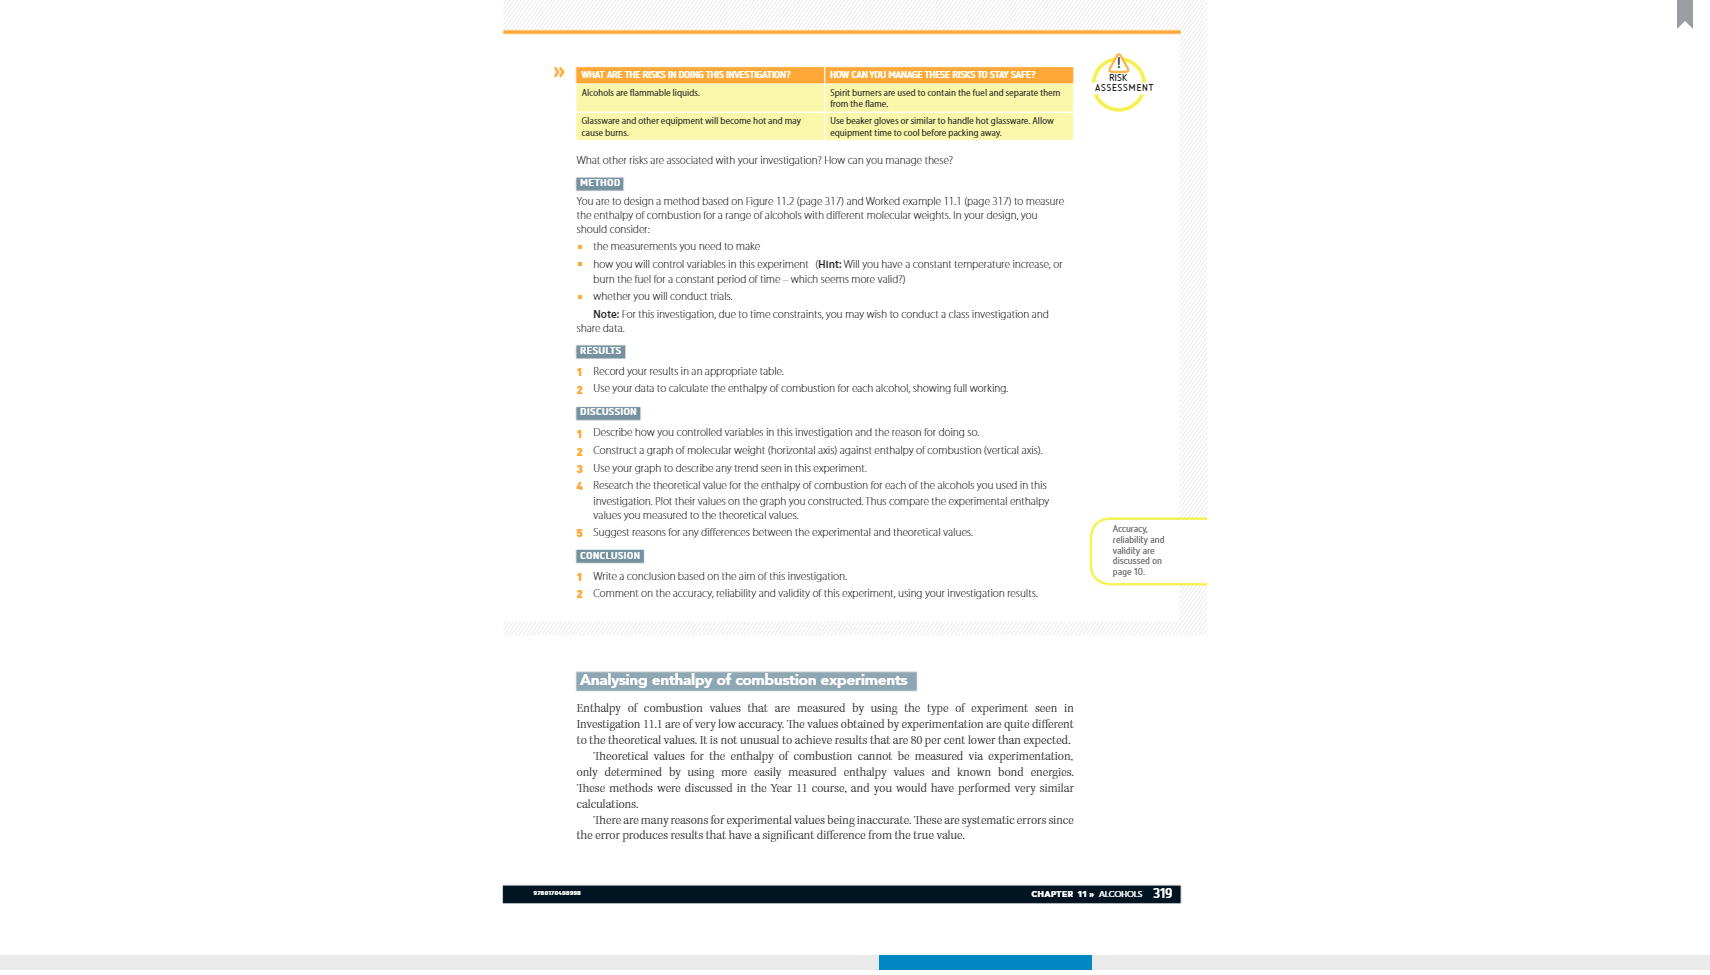 »
WHAT ARE THE RISKS IN DOING THIS INVESTIGATION?
HOW CAN YOU MANAGE THESE RISKS TO STAY SAFE?
Alcohols are flammable liquids.
Spirit burners are used to contain the fuel and separate them
from the flame.
Glassware and other equipment will become hot and may
cause burns.
Use beaker gloves or similar to handle hot glassware. Allow
equipment time to cool before packing away.
!
RISK
ASSESSMENT
What other risks are associated with your investigation? How can you manage these?
METHOD
You are to design a method based on Figure 11.2 (page 317) and Worked example 11.1 (page 317) to measure
the enthalpy of combustion for a range of alcohols with different molecular weights. In your design, you
should consider:
▪ the measurements you need to make
▪ how you will control variables in this experiment (Hint: Will you have a constant temperature increase, or
burn the fuel for a constant period of time – which seems more valid?)
▪ whether you will conduct trials.
Note: For this investigation, due to time constraints, you may wish to conduct a class investigation and
share data.
RESULTS
1 Record your results in an appropriate table.
2 Use your data to calculate the enthalpy of combustion for each alcohol, showing full working.
DISCUSSION
1 Describe how you controlled variables in this investigation and the reason for doing so.
2 Construct a graph of molecular weight (horizontal axis) against enthalpy of combustion (vertical axis).
3 Use your graph to describe any trend seen in this experiment.
4 Research the theoretical value for the enthalpy of combustion for each of the alcohols you used in this
investigation. Plot their values on the graph you constructed. Thus compare the experimental enthalpy
values you measured to the theoretical values.
5 Suggest reasons for any differences between the experimental and theoretical values.
CONCLUSION
1 Write a conclusion based on the aim of this investigation.
2 Comment on the accuracy, reliability and validity of this experiment, using your investigation results.
Accuracy,
reliability and
validity are
discussed on
page 10.
Analysing enthalpy of combustion experiments
Enthalpy of combustion values that are measured by using the type of experiment seen in
Investigation 11.1 are of very low accuracy. The values obtained by experimentation are quite different
to the theoretical values. It is not unusual to achieve results that are 80 per cent lower than expected.
Theoretical values for the enthalpy of combustion cannot be measured via experimentation,
only determined by using more easily measured enthalpy values and known bond energies.
These methods were discussed in the Year 11 course, and you would have performed very similar
calculations.
There are many reasons for experimental values being inaccurate. These are systematic errors since
the error produces results that have a significant difference from the true value.
9780170408998
CHAPTER 11 » ALCOHOLS 319